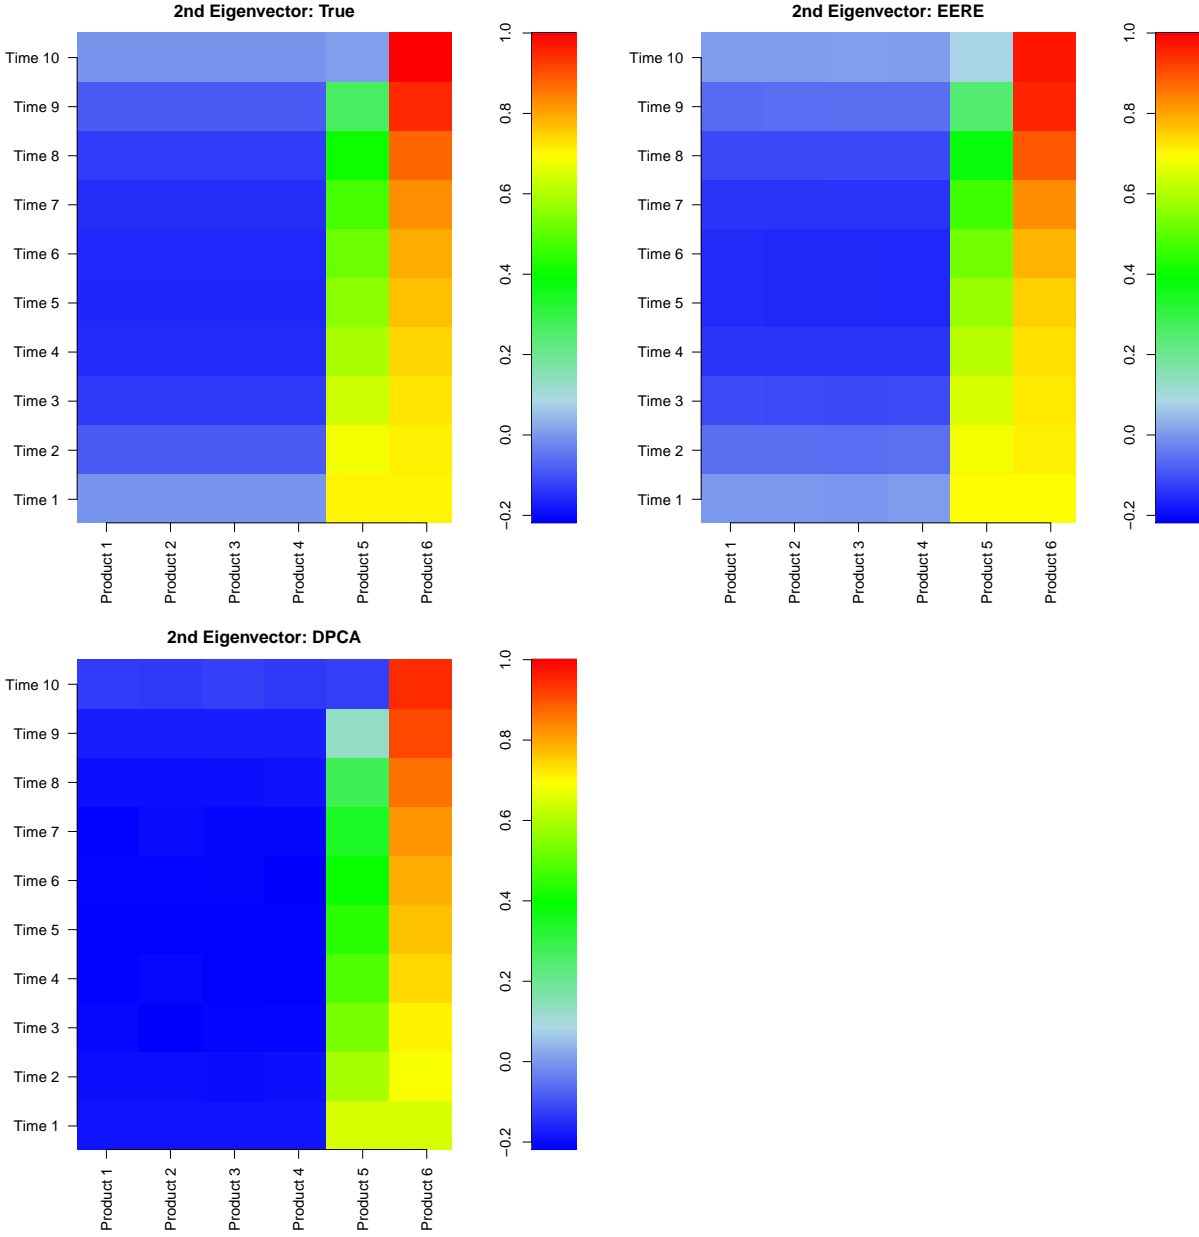 2nd Eigenvector: True
Time 10
Time 9
Time 8
Time 7
Time 6
Time 5
Time 4
Time 3
Time 2
Time 1
Product 1
Product 2
Product 3
Product 4
Product 5
Product 6
1.0
0.8
0.6
0.4
0.2
0.0
−0.2
2nd Eigenvector: EERE
Time 10
Time 9
Time 8
Time 7
Time 6
Time 5
Time 4
Time 3
Time 2
Time 1
Product 1
Product 2
Product 3
Product 4
Product 5
Product 6
1.0
0.8
0.6
0.4
0.2
0.0
−0.2
2nd Eigenvector: DPCA
Time 10
Time 9
Time 8
Time 7
Time 6
Time 5
Time 4
Time 3
Time 2
Time 1
Product 1
Product 2
Product 3
Product 4
Product 5
Product 6
1.0
0.8
0.6
0.4
0.2
0.0
−0.2